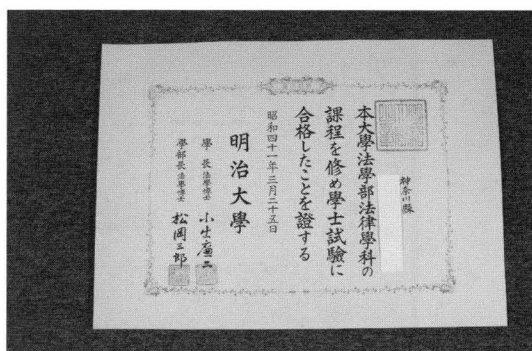 神奈川縣
本大學法學部法律學科の
課程を修め學士試驗に
合格したことを證する
昭和四十一年三月二十五日
明治大學
學長 法學博士 小出廉二
學部長 法學博士 松岡三郎